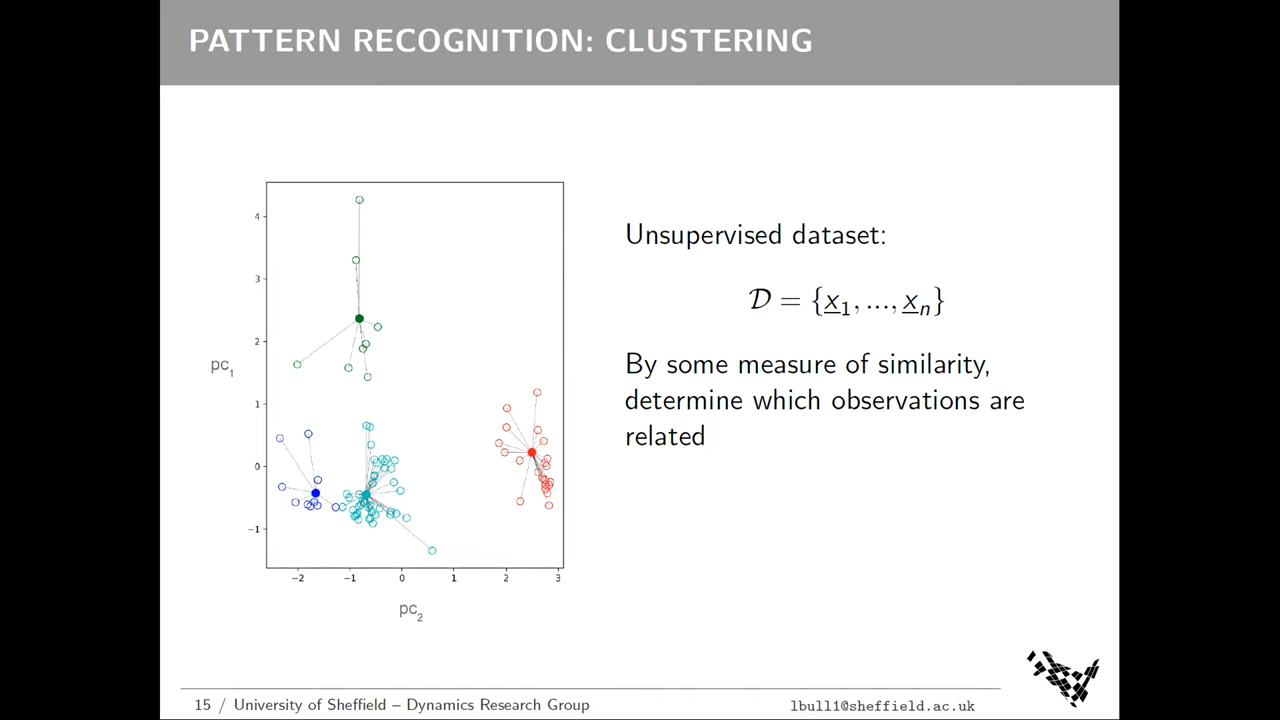 PATTERN RECOGNITION: CLUSTERING
4
3
2
1
0
−1
−2
−1
0
1
2
3
pc1
pc2
Unsupervised dataset:
𝒟 = {x1, ..., xn}
By some measure of similarity,
determine which observations are
related
15 / University of Sheffield – Dynamics Research Group
lbull1@sheffield.ac.uk